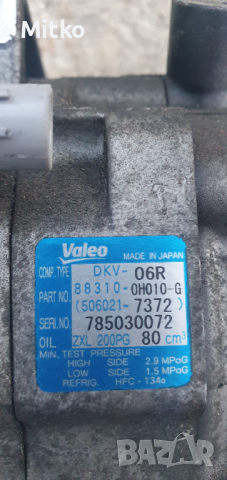 Mitko
Valeo
MADE IN JAPAN
COMP. TYPE DKV-06R
PART NO. 88310-0H010-G
(506021-7372)
SERI.NO. 785030072
OIL ZXL 200PG 80 cm³
MIN. TEST PRESSURE
HIGH SIDE 2.9 MPaG
LOW SIDE 1.5 MPaG
REFRIG. HFC-134a
BAZAR